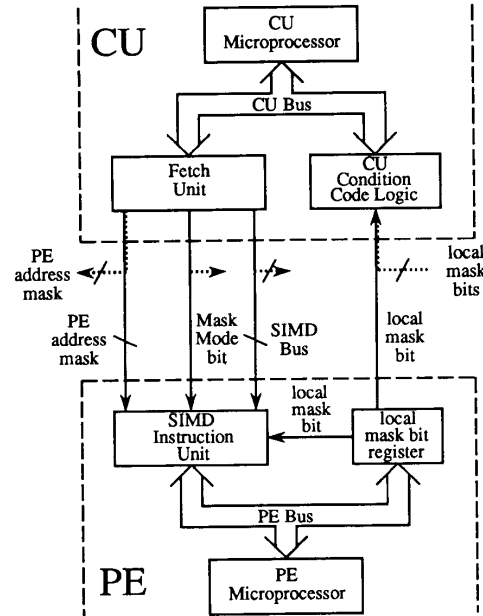 CU
CU
Microprocessor
CU Bus
Fetch
Unit
CU
Condition
Code Logic
PE
address
mask
local
mask
bits
PE
address
mask
Mask
Mode
bit
SIMD
Bus
local
mask
bit
local
mask
bit
SIMD
Instruction
Unit
local
mask bit
register
PE Bus
PE
PE
Microprocessor